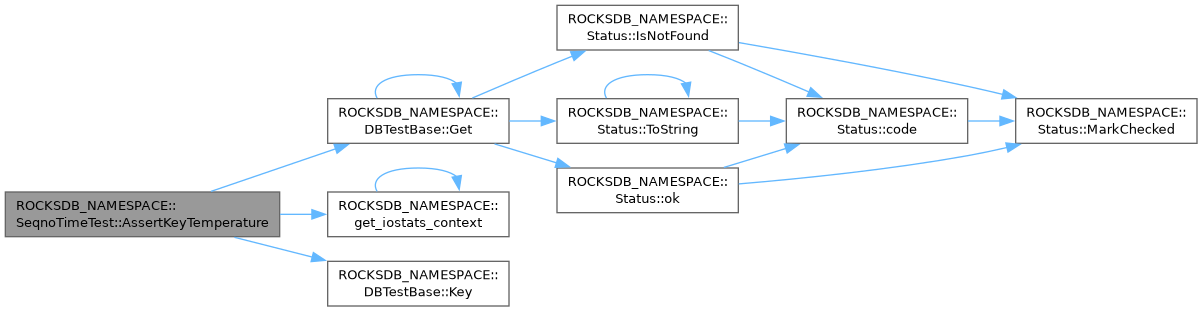 ROCKSDB_NAMESPACE::
Status::IsNotFound
ROCKSDB_NAMESPACE::
DBTestBase::Get
ROCKSDB_NAMESPACE::
Status::ToString
ROCKSDB_NAMESPACE::
Status::code
ROCKSDB_NAMESPACE::
Status::MarkChecked
ROCKSDB_NAMESPACE::
Status::ok
ROCKSDB_NAMESPACE::
SeqnoTimeTest::AssertKeyTemperature
ROCKSDB_NAMESPACE::
get_iostats_context
ROCKSDB_NAMESPACE::
DBTestBase::Key